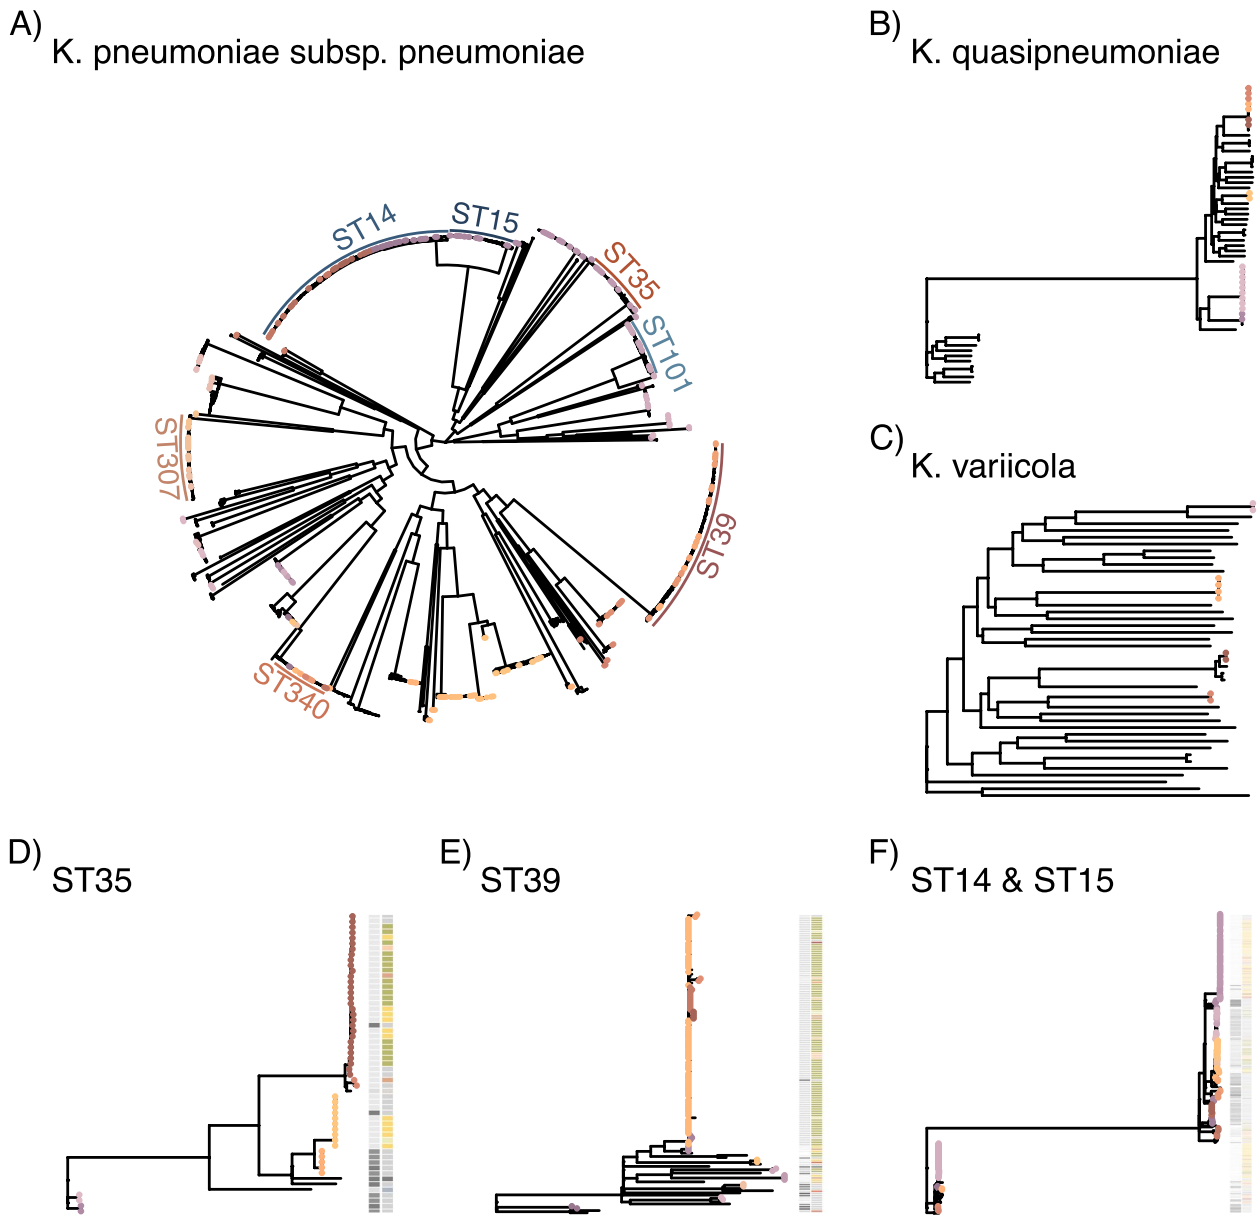 A)
K. pneumoniae subsp. pneumoniae
B)
K. quasipneumoniae
ST14
ST15
ST35
ST101
ST307
ST39
ST340
C)
K. variicola
D)
ST35
E)
ST39
F)
ST14 & ST15